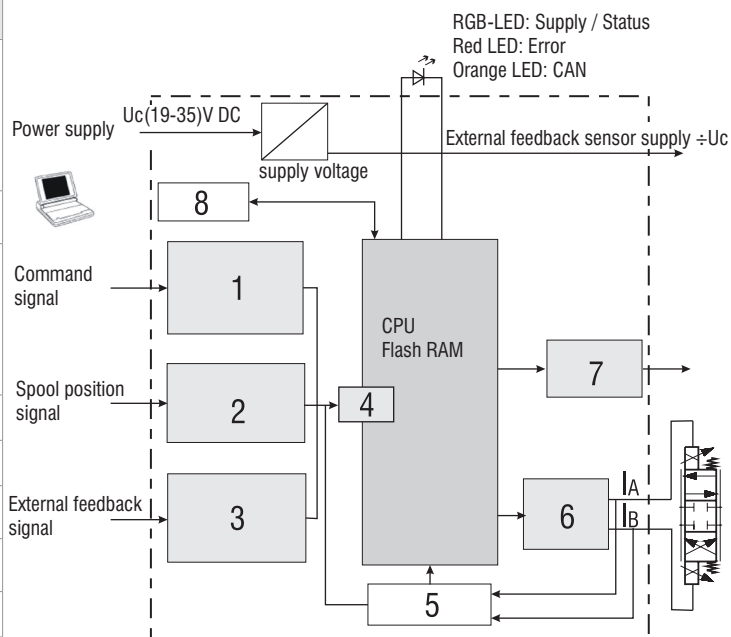 RGB-LED: Supply / Status
Red LED: Error
Orange LED: CAN
Uc(19-35)V DC
Power supply
External feedback sensor supply ÷Uc
supply voltage
8
Command
signal
1
CPU
Flash RAM
7
Spool position
signal
2
4
External feedback
signal
3
6
IA
IB
5